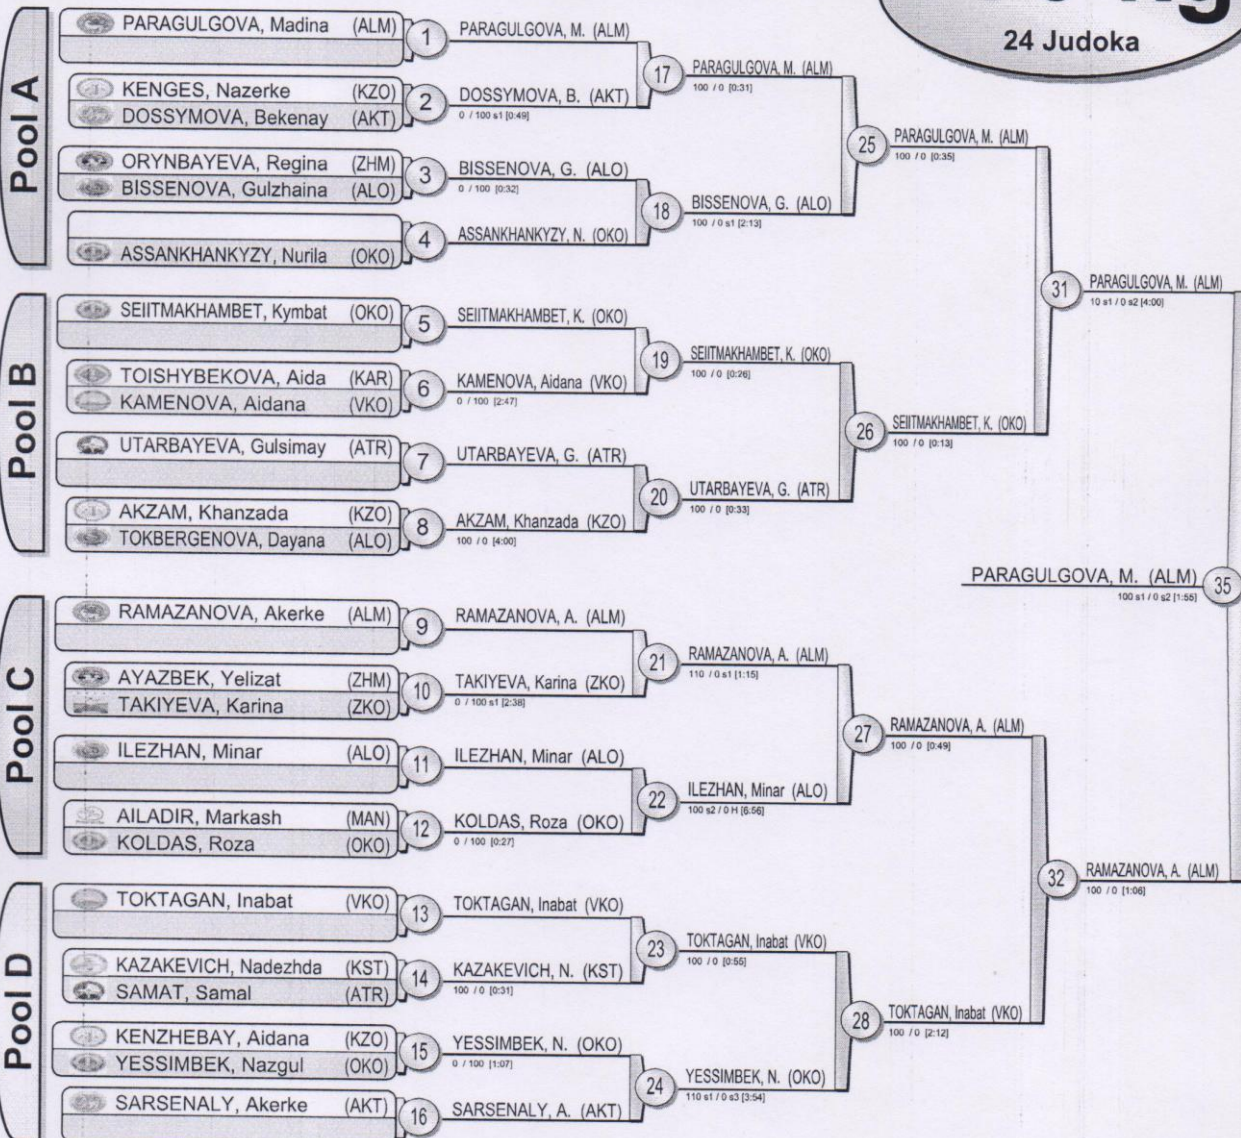 24 Judoka
Pool A
PARAGULGOVA, Madina (ALM)
1
KENGES, Nazerke (KZO)
DOSSYMOVA, Bekenay (AKT)
2
ORYNBAYEVA, Regina (ZHM)
BISSENOVA, Gulzhaina (ALO)
3
ASSANKHANKYZY, Nurila (OKO)
4
PARAGULGOVA, M. (ALM)
DOSSYMOVA, B. (AKT)
0 / 100 s1 [0:49]
BISSENOVA, G. (ALO)
0 / 100 [0:32]
ASSANKHANKYZY, N. (OKO)
17
PARAGULGOVA, M. (ALM)
100 / 0 [0:31]
18
BISSENOVA, G. (ALO)
100 / 0 s1 [2:13]
25
PARAGULGOVA, M. (ALM)
100 / 0 [0:35]
Pool B
SEIITMAKHAMBET, Kymbat (OKO)
5
TOISHYBEKOVA, Aida (KAR)
KAMENOVA, Aidana (VKO)
6
UTARBAYEVA, Gulsimay (ATR)
7
AKZAM, Khanzada (KZO)
TOKBERGENOVA, Dayana (ALO)
8
SEIITMAKHAMBET, K. (OKO)
KAMENOVA, Aidana (VKO)
0 / 100 [2:47]
UTARBAYEVA, G. (ATR)
AKZAM, Khanzada (KZO)
100 / 0 [4:00]
19
SEIITMAKHAMBET, K. (OKO)
100 / 0 [0:26]
20
UTARBAYEVA, G. (ATR)
100 / 0 [0:33]
26
SEIITMAKHAMBET, K. (OKO)
100 / 0 [0:13]
31
PARAGULGOVA, M. (ALM)
10 s1 / 0 s2 [4:00]
PARAGULGOVA, M. (ALM)
100 s1 / 0 s2 [1:55]
35
Pool C
RAMAZANOVA, Akerke (ALM)
9
AYAZBEK, Yelizat (ZHM)
TAKIYEVA, Karina (ZKO)
10
ILEZHAN, Minar (ALO)
11
AILADIR, Markash (MAN)
KOLDAS, Roza (OKO)
12
RAMAZANOVA, A. (ALM)
TAKIYEVA, Karina (ZKO)
0 / 100 s1 [2:38]
ILEZHAN, Minar (ALO)
KOLDAS, Roza (OKO)
0 / 100 [0:27]
21
RAMAZANOVA, A. (ALM)
110 / 0 s1 [1:15]
22
ILEZHAN, Minar (ALO)
100 s2 / 0 H [6:56]
27
RAMAZANOVA, A. (ALM)
100 / 0 [0:49]
Pool D
TOKTAGAN, Inabat (VKO)
13
KAZAKEVICH, Nadezhda (KST)
SAMAT, Samal (ATR)
14
KENZHEBAY, Aidana (KZO)
YESSIMBEK, Nazgul (OKO)
15
SARSENALY, Akerke (AKT)
16
TOKTAGAN, Inabat (VKO)
KAZAKEVICH, N. (KST)
100 / 0 [0:31]
YESSIMBEK, N. (OKO)
0 / 100 [1:07]
SARSENALY, A. (AKT)
23
TOKTAGAN, Inabat (VKO)
100 / 0 [0:55]
24
YESSIMBEK, N. (OKO)
110 s1 / 0 s3 [3:54]
28
TOKTAGAN, Inabat (VKO)
100 / 0 [2:12]
32
RAMAZANOVA, A. (ALM)
100 / 0 [1:06]